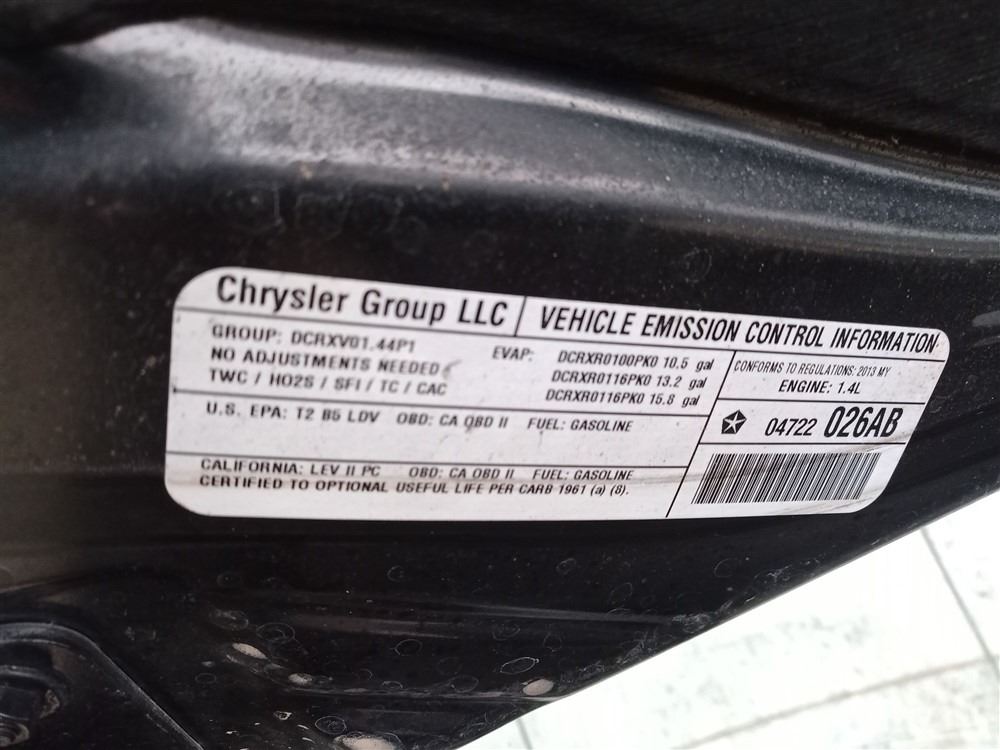 Chrysler Group LLC VEHICLE EMISSION CONTROL INFORMATION
GROUP: DCRXV01.44P1
NO ADJUSTMENTS NEEDED
TWC / HO2S / SFI / TC / CAC
EVAP: DCRXR0100PK0 10.5 gal
DCRXR0116PK0 13.2 gal
DCRXR0116PK0 15.8 gal
CONFORMS TO REGULATIONS: 2013 MY
ENGINE: 1.4L
U.S. EPA: T2 B5 LDV OBD: CA OBD II FUEL: GASOLINE
04722 026AB
CALIFORNIA: LEV II PC OBD: CA OBD II FUEL: GASOLINE
CERTIFIED TO OPTIONAL USEFUL LIFE PER CARB 1961 (a) (8).